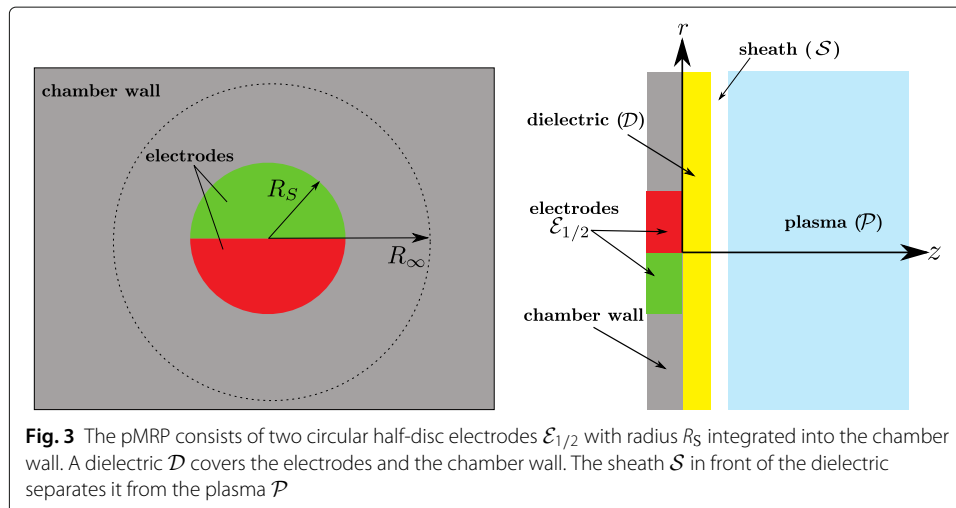 chamber wall
electrodes
R_S
R_∞
r
sheath (𝒮)
dielectric (𝒟)
electrodes
ℰ_{1/2}
plasma (𝒫)
z
chamber wall
Fig. 3 The pMRP consists of two circular half-disc electrodes ℰ_{1/2} with radius R_S integrated into the chamber
wall. A dielectric 𝒟 covers the electrodes and the chamber wall. The sheath 𝒮 in front of the dielectric
separates it from the plasma 𝒫